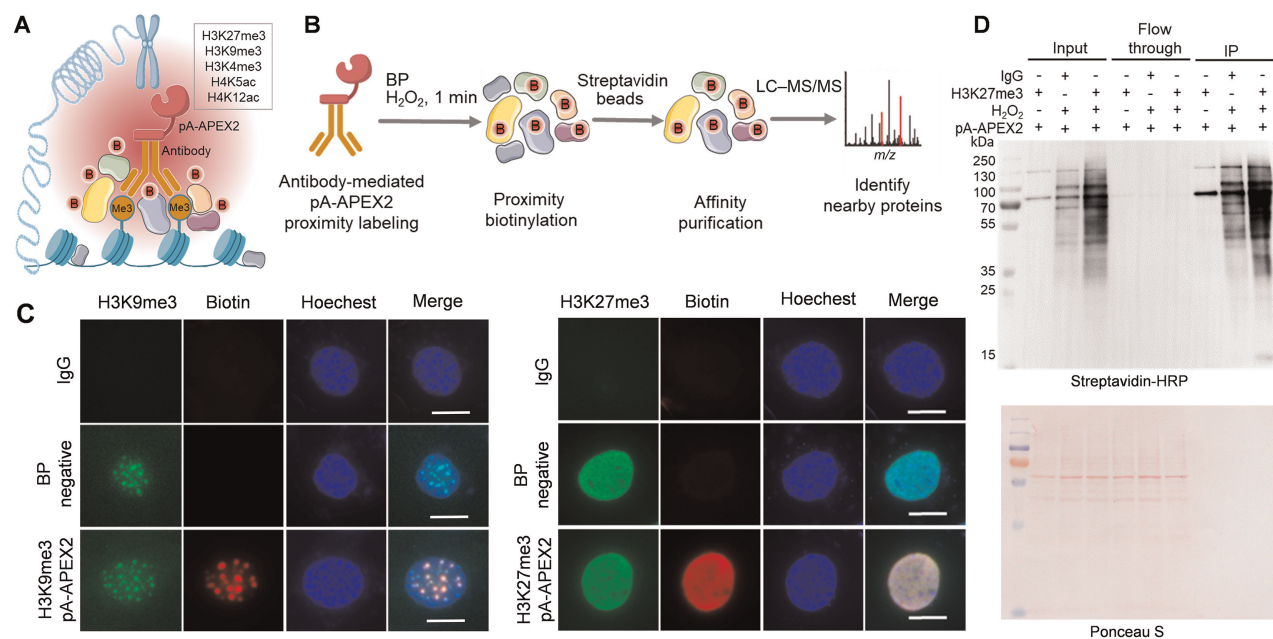 A
H3K27me3
H3K9me3
H3K4me3
H4K5ac
H4K12ac
pA-APEX2
Antibody
B
B
B
B
B
B
B
B
Me3
Me3
B
BP
H₂O₂, 1 min
Streptavidin
beads
LC–MS/MS
B
B
B
B
B
B
B
B
B
B
m/z
Antibody-mediated
pA-APEX2
proximity labeling
Proximity
biotinylation
Affinity
purification
Identify
nearby proteins
C
H3K9me3 Biotin Hoechest Merge
IgG
BP
negative
H3K9me3
pA-APEX2
H3K27me3 Biotin Hoechest Merge
IgG
BP
negative
H3K27me3
pA-APEX2
D
Input Flow through IP
IgG - + - - + - - + -
H3K27me3 + - + + - + + - +
H₂O₂ - + + - + + - + +
pA-APEX2 + + + + + + + + +
kDa
250
130
100
70
55
35
25
15
Streptavidin-HRP
Ponceau S